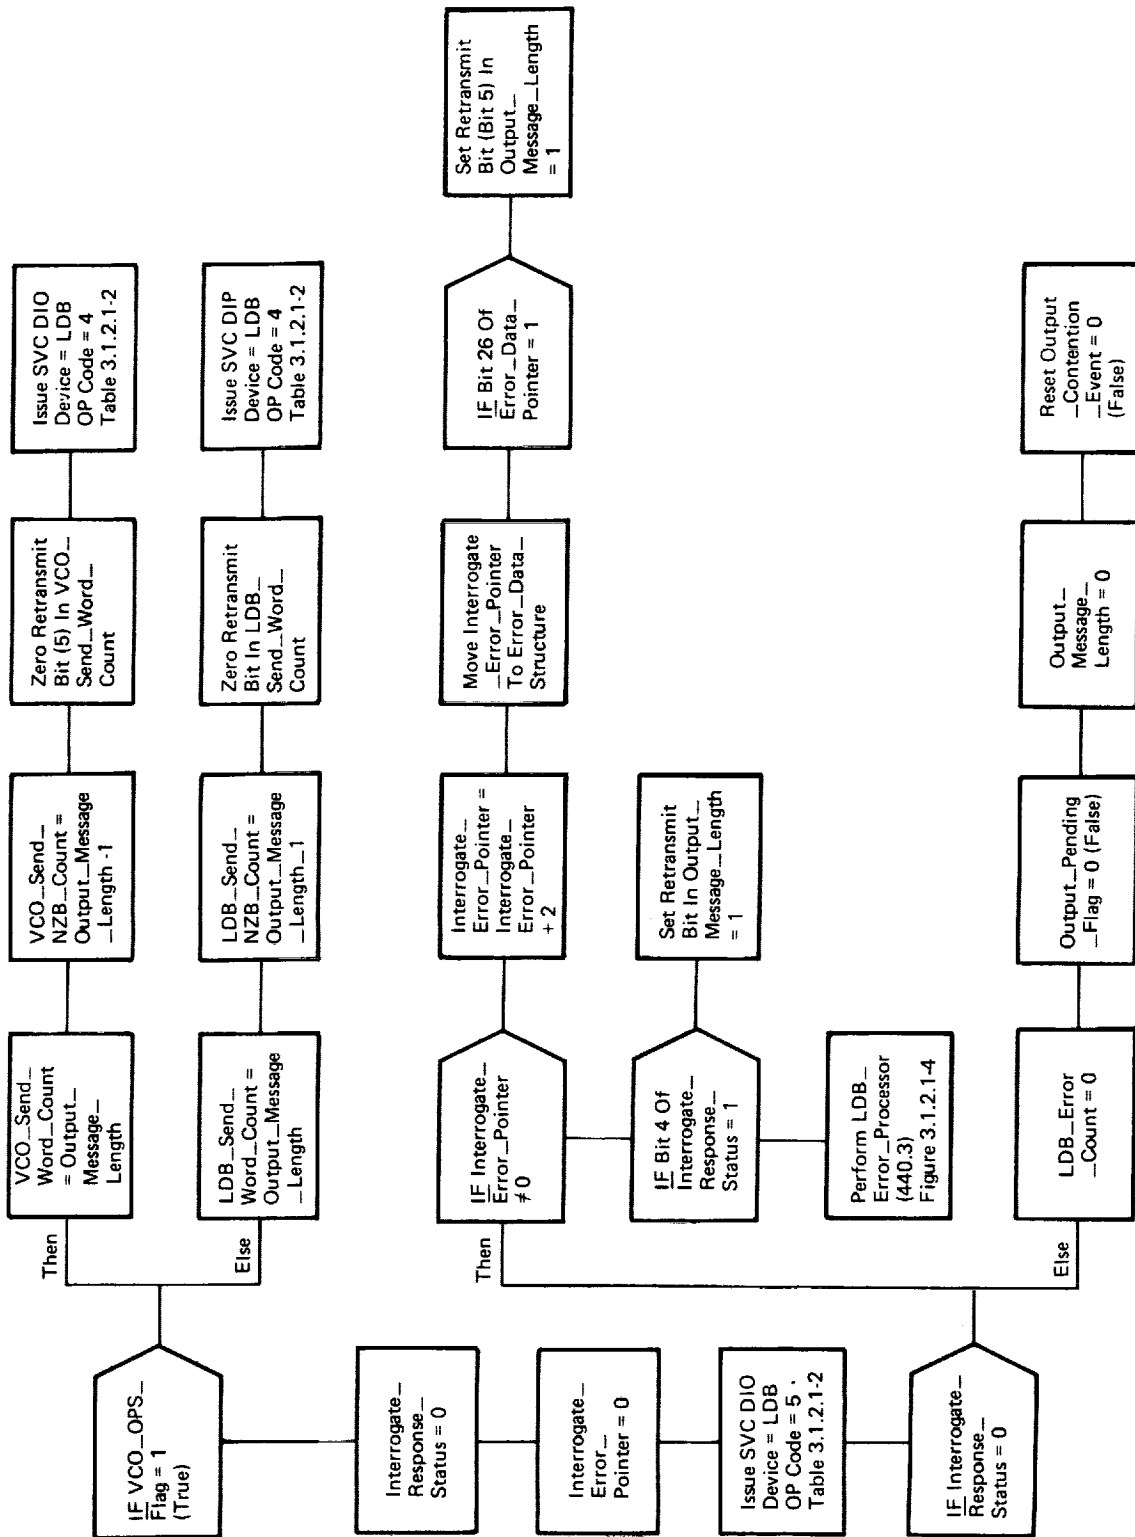 IF VCO_OPS_
Flag = 1
(True)
Then
VCO_Send_
Word_Count
= Output_
Message_
Length
VCO_Send_
NZB_Count =
Output_Message
_Length -1
Zero Retransmit
Bit (5) In VCO_
Send_Word_
Count
Issue SVC DIO
Device = LDB
OP Code = 4
Table 3.1.2.1-2
Else
LDB_Send_
Word_Count =
Output_Message
_Length
LDB_Send_
NZB_Count =
Output_Message
_Length_1
Zero Retransmit
Bit In LDB_
Send_Word_
Count
Issue SVC DIP
Device = LDB
OP Code = 4
Table 3.1.2.1-2
Interrogate_
Response_
Status = 0
Interrogate_
Error_
Pointer = 0
Issue SVC DIO
Device = LDB
OP Code = 5
Table 3.1.2.1-2
IF Interrogate_
Response_
Status = 0
Then
IF Interrogate_
Error_Pointer
≠ 0
Interrogate_
Error_Pointer =
Interrogate_
Error_Pointer
+ 2
Move Interrogate
_Error_Pointer
To Error_Data_
Structure
IF Bit 26 Of
Error_Data_
Pointer = 1
Set Retransmit
Bit (Bit 5) In
Output_
Message_Length
= 1
IF Bit 4 Of
Interrogate_
Response_
Status = 1
Set Retransmit
Bit In Output_
Message_Length
= 1
Perform LDB_
Error_Processor
(440.3)
Figure 3.1.2.1-4
Else
LDB_Error
_Count = 0
Output_Pending
_Flag = 0 (False)
Output_
Message_
Length = 0
Reset Output
_Contention
_Event = 0
(False)